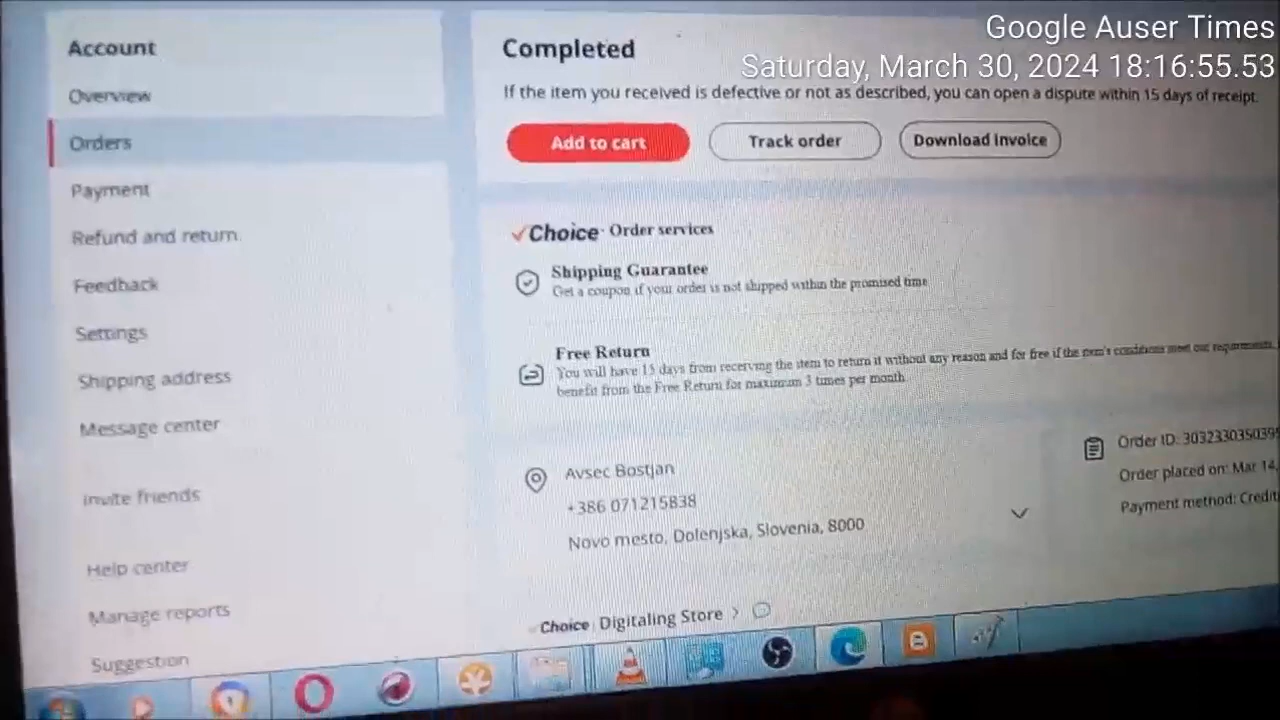 Google Auser Times
Saturday, March 30, 2024 18:16:55.53
Account
Overview
Orders
Payment
Refund and return
Feedback
Settings
Shipping address
Message center
Invite friends
Help center
Manage reports
Suggestion
Completed
If the item you received is defective or not as described, you can open a dispute within 15 days of receipt.
Add to cart
Track order
Download invoice
Choice· Order services
Shipping Guarantee
Get a coupon if your order is not shipped within the promised time
Free Return
You will have 15 days from receiving the item to return it without any reason and for free if the item's conditions meet our requirements.
benefit from the Free Return for maximum 3 times per month.
Avsec Bostjan
+386 071215838
Novo mesto, Dolenjska, Slovenia, 8000
Order ID: 3032330350395
Order placed on: Mar 14,
Payment method: Credit
Choice Digitaling Store >